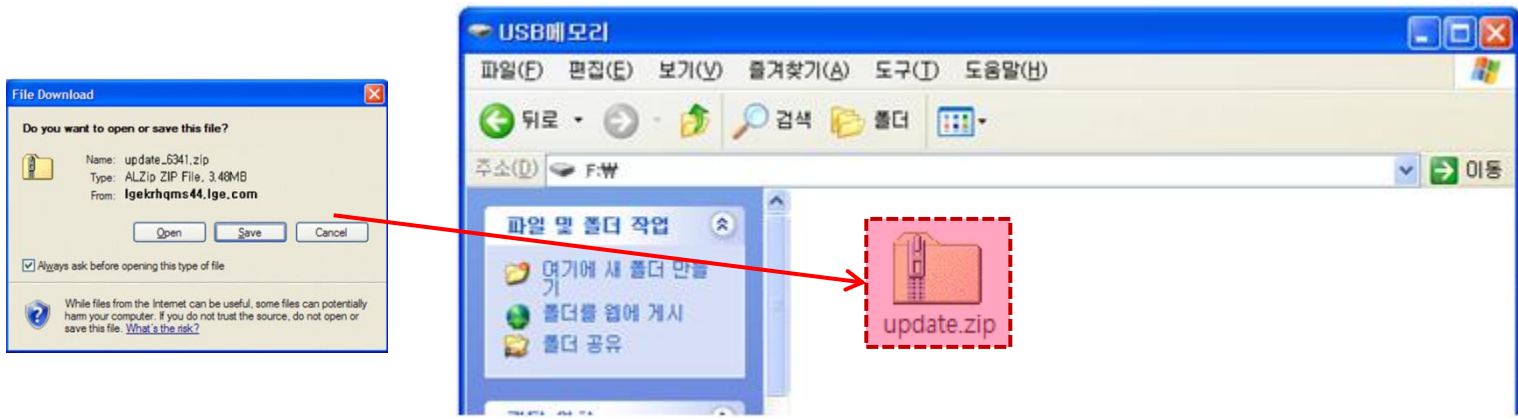 File Download
Do you want to open or save this file?
Name: update_6341.zip
Type: ALZip ZIP File, 3.48MB
From: lgekrhqms44.lge.com
Open Save Cancel
Always ask before opening this type of file
While files from the Internet can be useful, some files can potentially
harm your computer. If you do not trust the source, do not open or
save this file. What's the risk?
USB메모리
파일(F) 편집(E) 보기(V) 즐겨찾기(A) 도구(T) 도움말(H)
뒤로 검색 폴더
주소(D) F:₩ 이동
파일 및 폴더 작업
여기에 새 폴더 만들
기
폴더를 웹에 게시
폴더 공유
update.zip